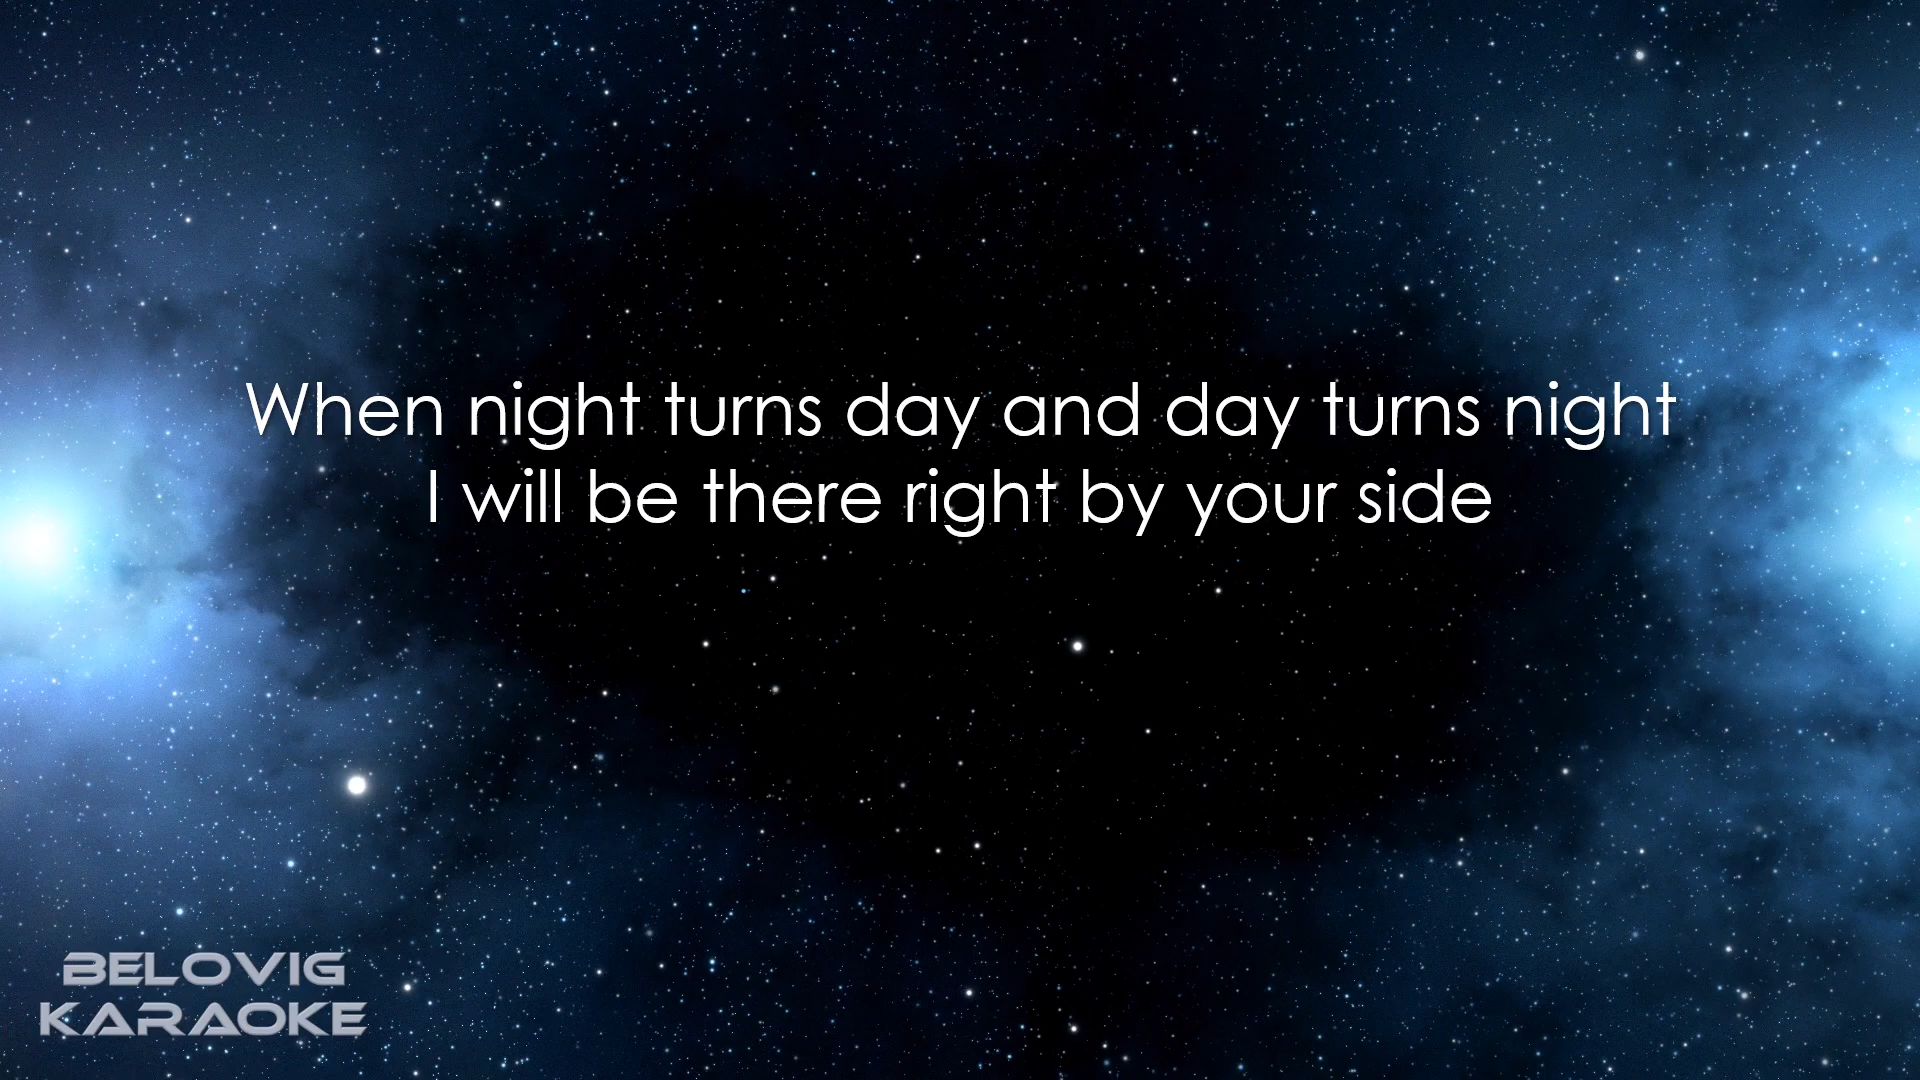 When night turns day and day turns night
I will be there right by your side
BELOVIG
KARAOKE